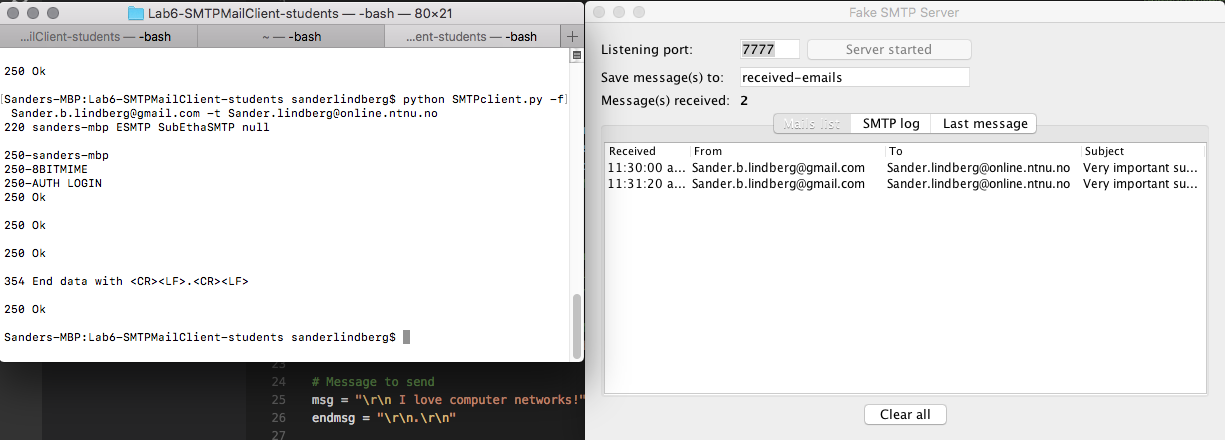 Lab6-SMTPMailClient-students — -bash — 80×21
...ilClient-students — -bash
~ — -bash
...ent-students — -bash
+
250 Ok
[Sanders-MBP:Lab6-SMTPMailClient-students sanderlindberg$ python SMTPclient.py -f]
Sander.b.lindberg@gmail.com -t Sander.lindberg@online.ntnu.no
220 sanders-mbp ESMTP SubEthaSMTP null
250-sanders-mbp
250-8BITMIME
250-AUTH LOGIN
250 Ok
250 Ok
250 Ok
354 End data with <CR><LF>.<CR><LF>
250 Ok
Sanders-MBP:Lab6-SMTPMailClient-students sanderlindberg$
23
24 # Message to send
25 msg = "\r\n I love computer networks!"
26 endmsg = "\r\n.\r\n"
27
Fake SMTP Server
Listening port: 7777 Server started
Save message(s) to: received-emails
Message(s) received: 2
Mails list SMTP log Last message
Received From To Subject
11:30:00 a... Sander.b.lindberg@gmail.com Sander.lindberg@online.ntnu.no Very important su...
11:31:20 a... Sander.b.lindberg@gmail.com Sander.lindberg@online.ntnu.no Very important su...
Clear all